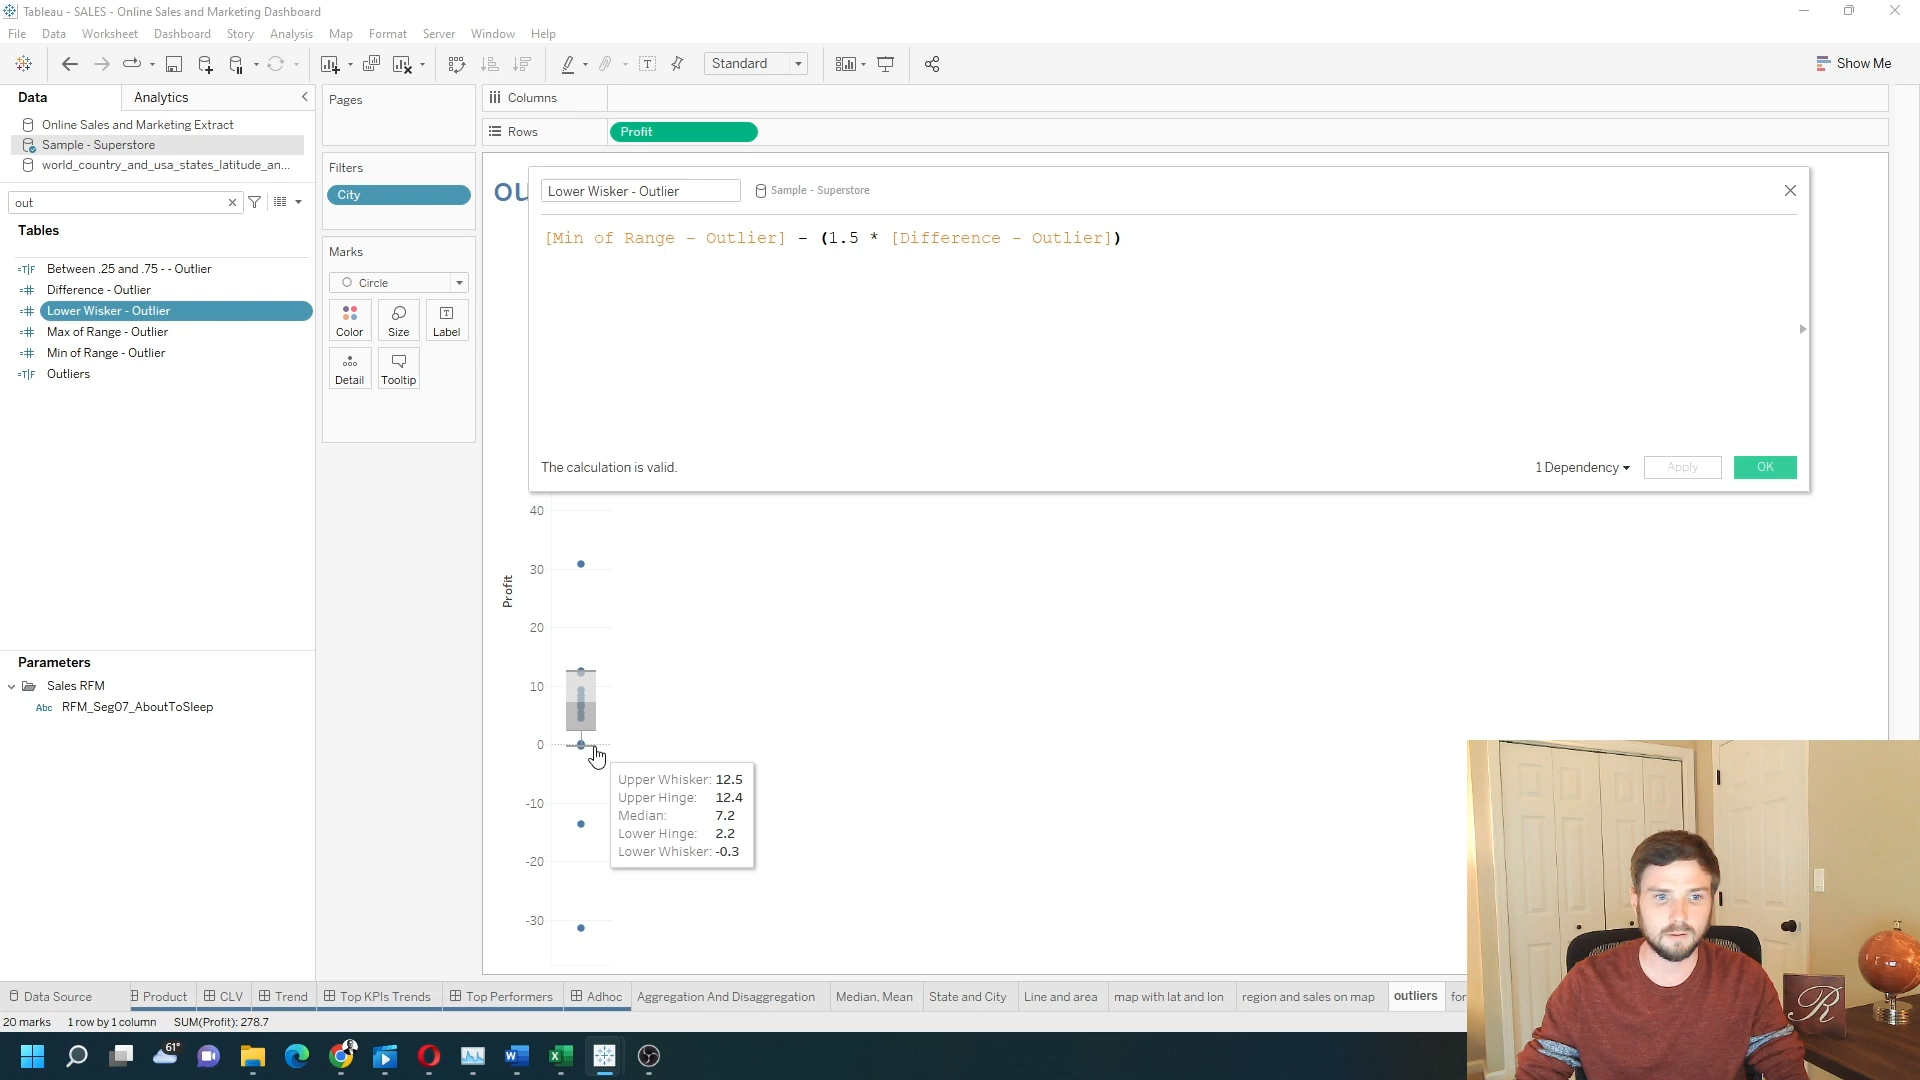 Tableau - SALES - Online Sales and Marketing Dashboard
File Data Worksheet Dashboard Story Analysis Map Format Server Window Help
Standard
Show Me
Data
Analytics
Online Sales and Marketing Extract
Sample - Superstore
world_country_and_usa_states_latitude_an...
out
Tables
=T|F Between .25 and .75 - - Outlier
=# Difference - Outlier
=# Lower Wisker - Outlier
=# Max of Range - Outlier
=# Min of Range - Outlier
=T|F Outliers
Parameters
Sales RFM
Abc RFM_Seg07_AboutToSleep
Pages
Filters
City
Marks
Circle
Color
Size
Label
Detail
Tooltip
Columns
Rows
Profit
ou
Lower Wisker - Outlier
Sample - Superstore
[Min of Range - Outlier] - (1.5 * [Difference - Outlier])
The calculation is valid.
1 Dependency
Apply
OK
40
30
20
10
0
-10
-20
-30
Profit
Upper Whisker: 12.5
Upper Hinge: 12.4
Median: 7.2
Lower Hinge: 2.2
Lower Whisker: -0.3
Data Source
Product
CLV
Trend
Top KPIs Trends
Top Performers
Adhoc
Aggregation And Disaggregation
Median, Mean
State and City
Line and area
map with lat and lon
region and sales on map
outliers
for
20 marks
1 row by 1 column
SUM(Profit): 278.7
61°
R